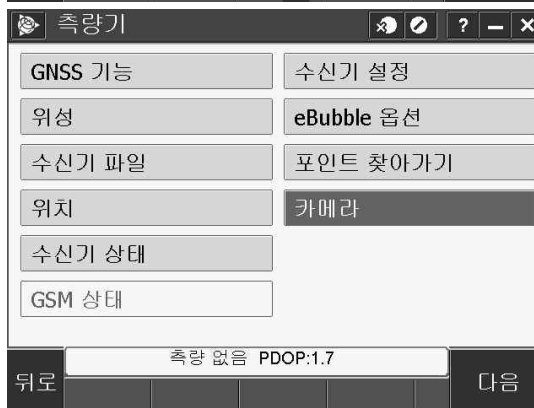 측량기
? – ×
GNSS 기능
수신기 설정
위성
eBubble 옵션
수신기 파일
포인트 찾아가기
위치
카메라
수신기 상태
GSM 상태
측량 없음 PDOP:1.7
뒤로
다음